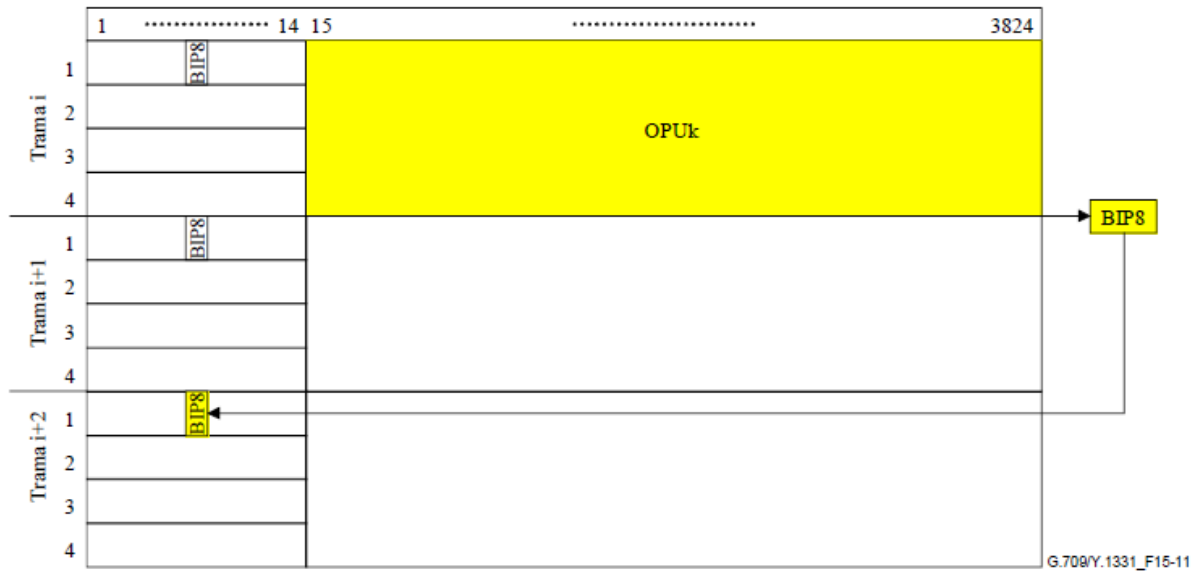 1 ................. 14 15 ........................ 3824
BIP8
1
2
3
4
Trama i
OPUk
BIP8
BIP8
1
2
3
4
Trama i+1
BIP8
1
2
3
4
Trama i+2
G.709/Y.1331_F15-11